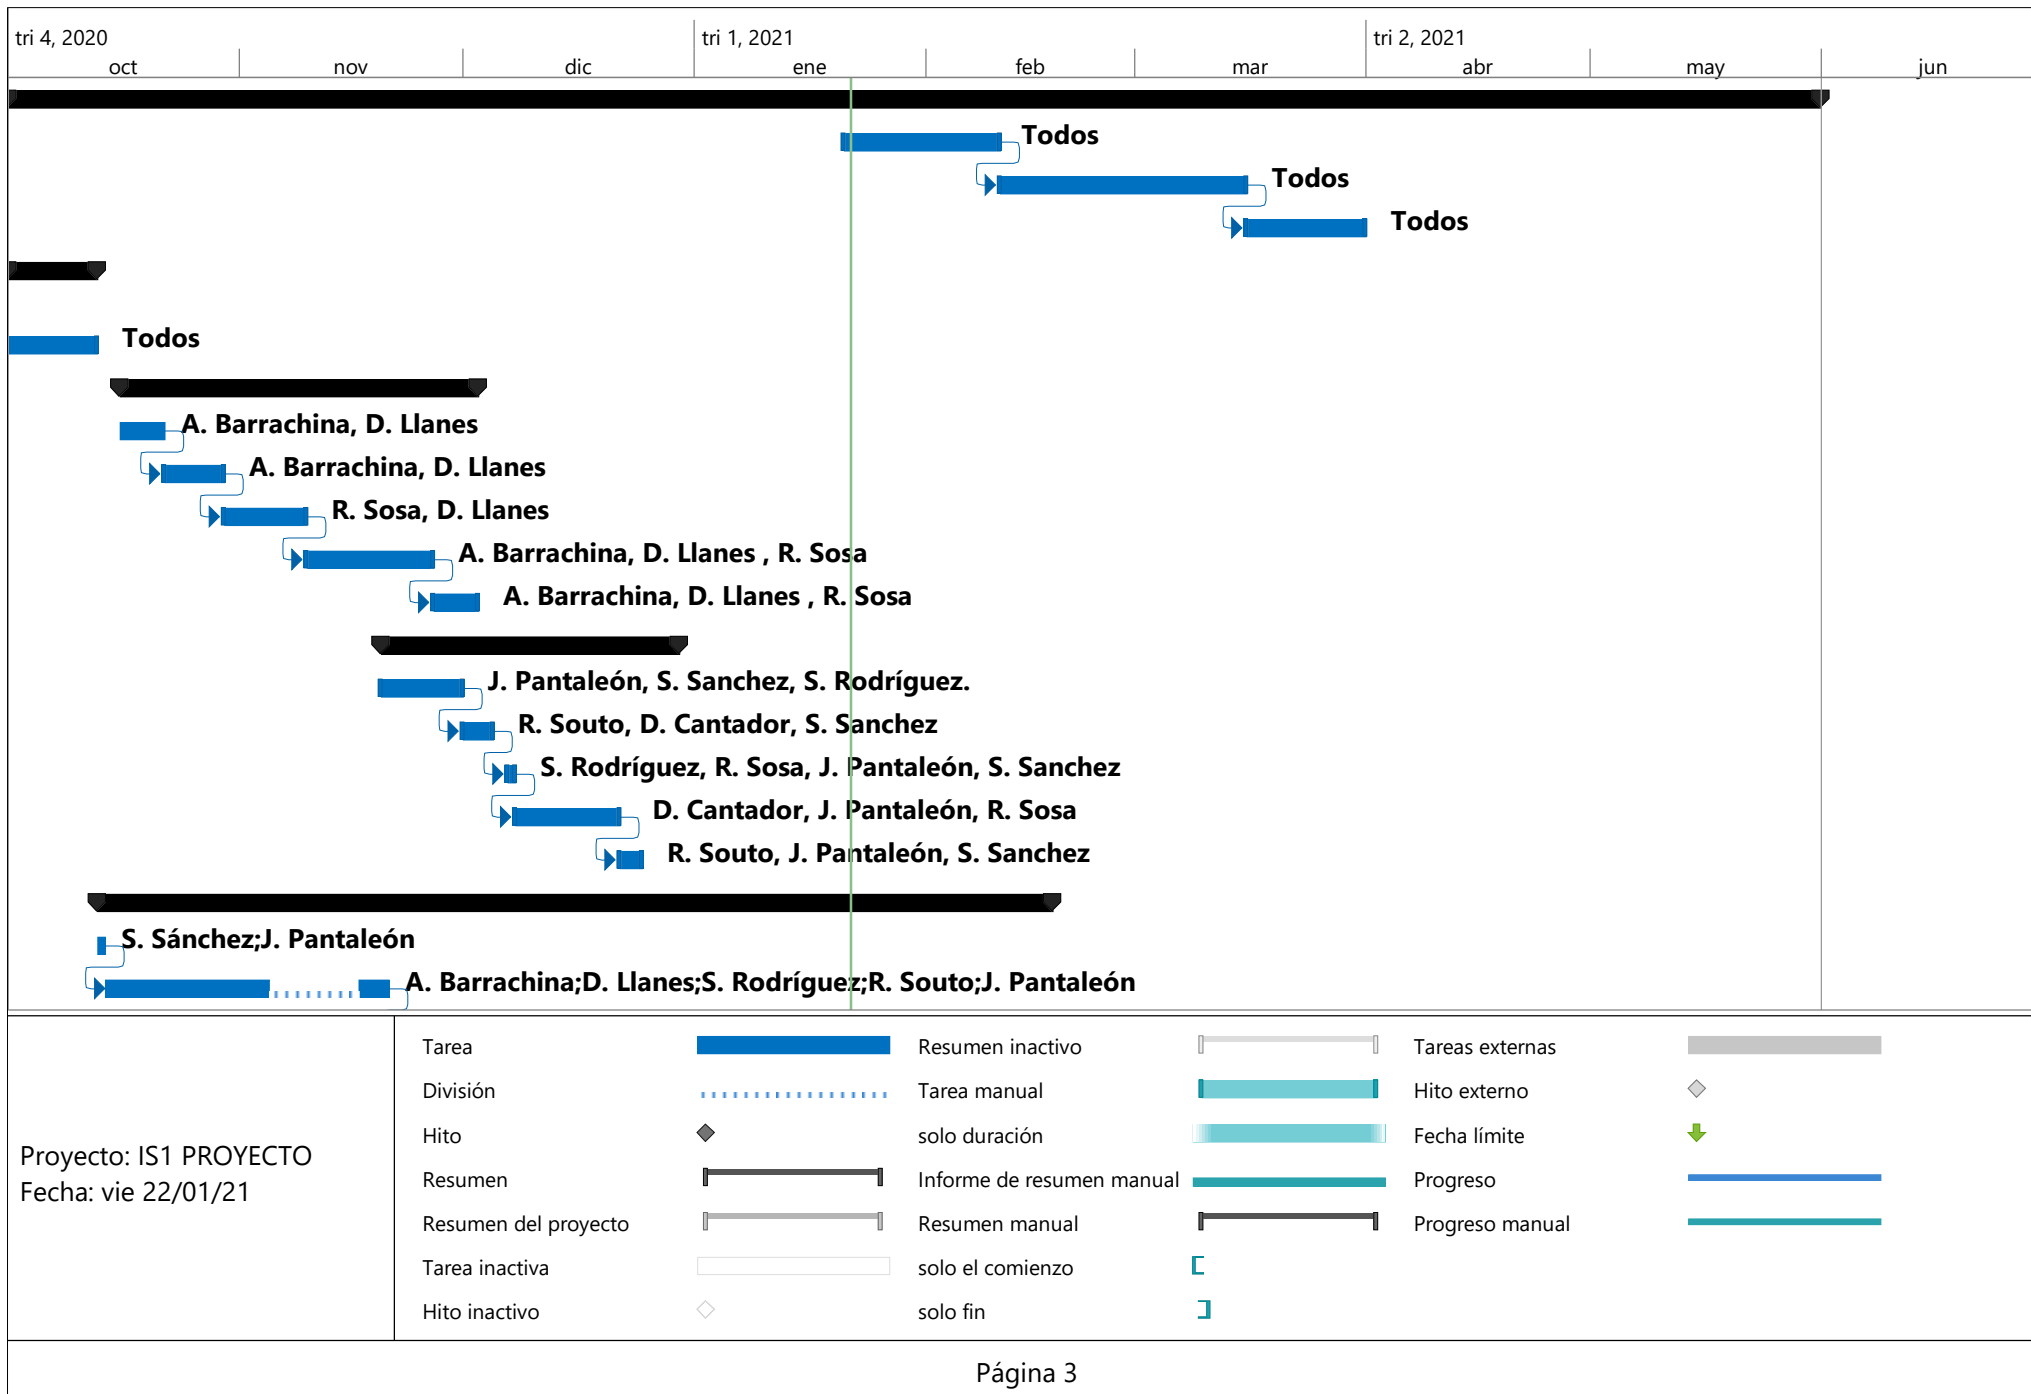 tri 4, 2020 tri 1, 2021 tri 2, 2021
oct nov dic ene feb mar abr may jun
Todos
Todos
Todos
Todos
A. Barrachina, D. Llanes
A. Barrachina, D. Llanes
R. Sosa, D. Llanes
A. Barrachina, D. Llanes , R. Sosa
A. Barrachina, D. Llanes , R. Sosa
J. Pantaleón, S. Sanchez, S. Rodríguez.
R. Souto, D. Cantador, S. Sanchez
S. Rodríguez, R. Sosa, J. Pantaleón, S. Sanchez
D. Cantador, J. Pantaleón, R. Sosa
R. Souto, J. Pantaleón, S. Sanchez
S. Sánchez;J. Pantaleón
A. Barrachina;D. Llanes;S. Rodríguez;R. Souto;J. Pantaleón
Proyecto: IS1 PROYECTO
Fecha: vie 22/01/21
Tarea
División
Hito
Resumen
Resumen del proyecto
Tarea inactiva
Hito inactivo
Resumen inactivo
Tarea manual
solo duración
Informe de resumen manual
Resumen manual
solo el comienzo
solo fin
Tareas externas
Hito externo
Fecha límite
Progreso
Progreso manual
Página 3